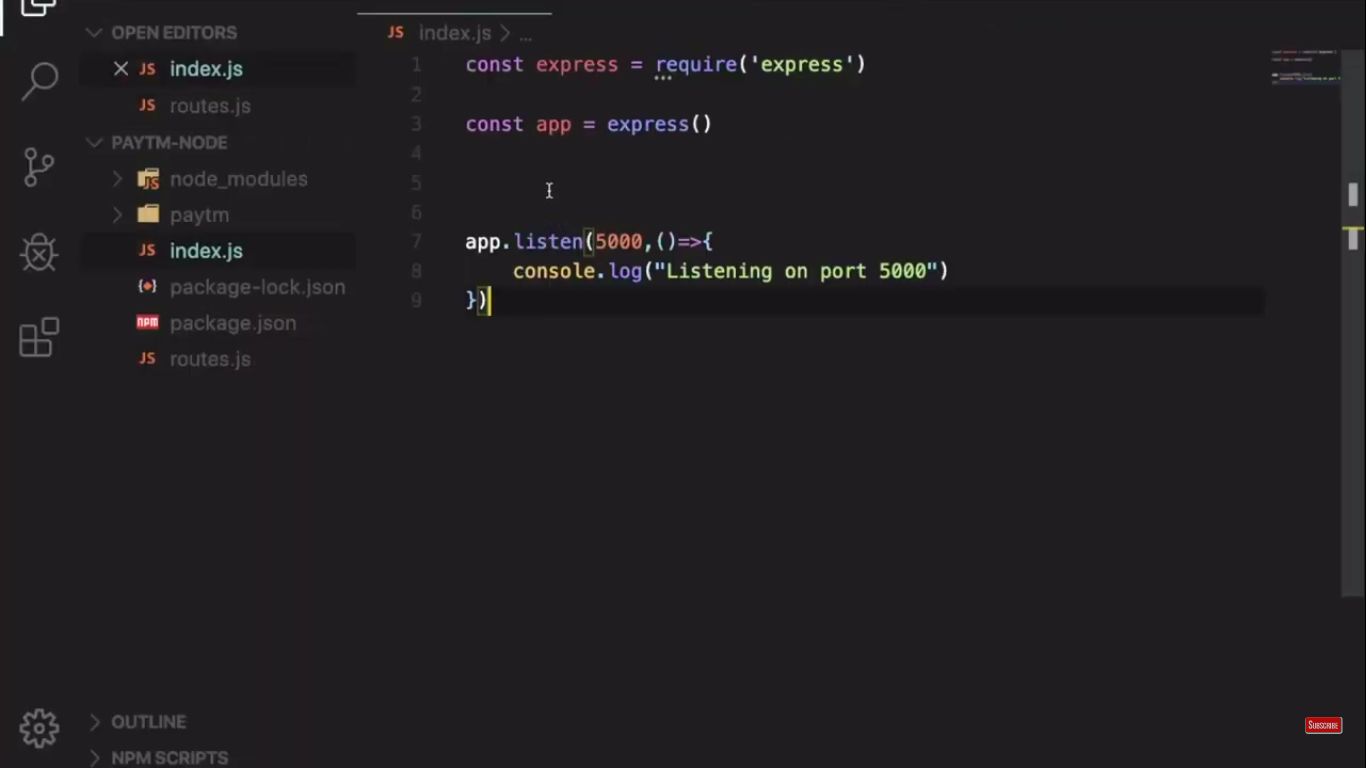 OPEN EDITORS
JS index.js
JS routes.js
PAYTM-NODE
JS node_modules
paytm
JS index.js
package-lock.json
npm package.json
JS routes.js
OUTLINE
NPM SCRIPTS
JS index.js > ...
1 const express = require('express')
2
3 const app = express()
4
5
6
7 app.listen(5000,()=>{
8 console.log("Listening on port 5000")
9 })
SUBSCRIBE